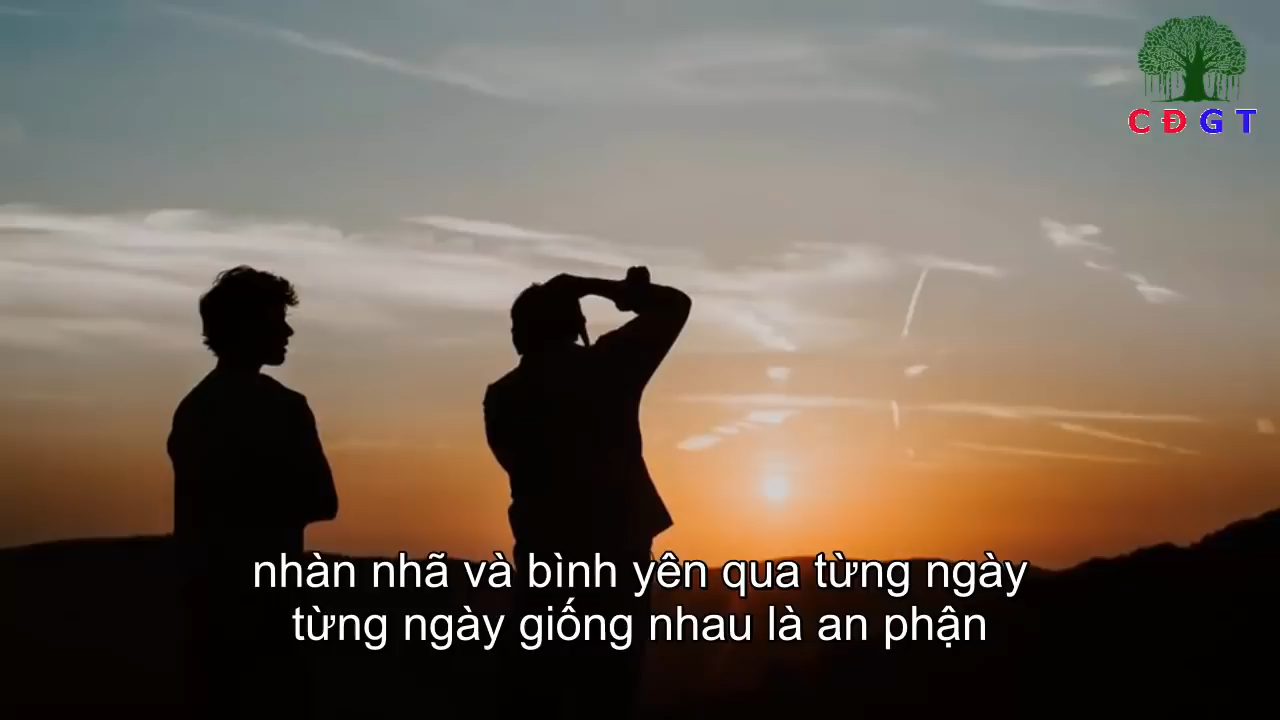 C Đ G T
nhàn nhã và bình yên qua từng ngày
từng ngày giống nhau là an phận